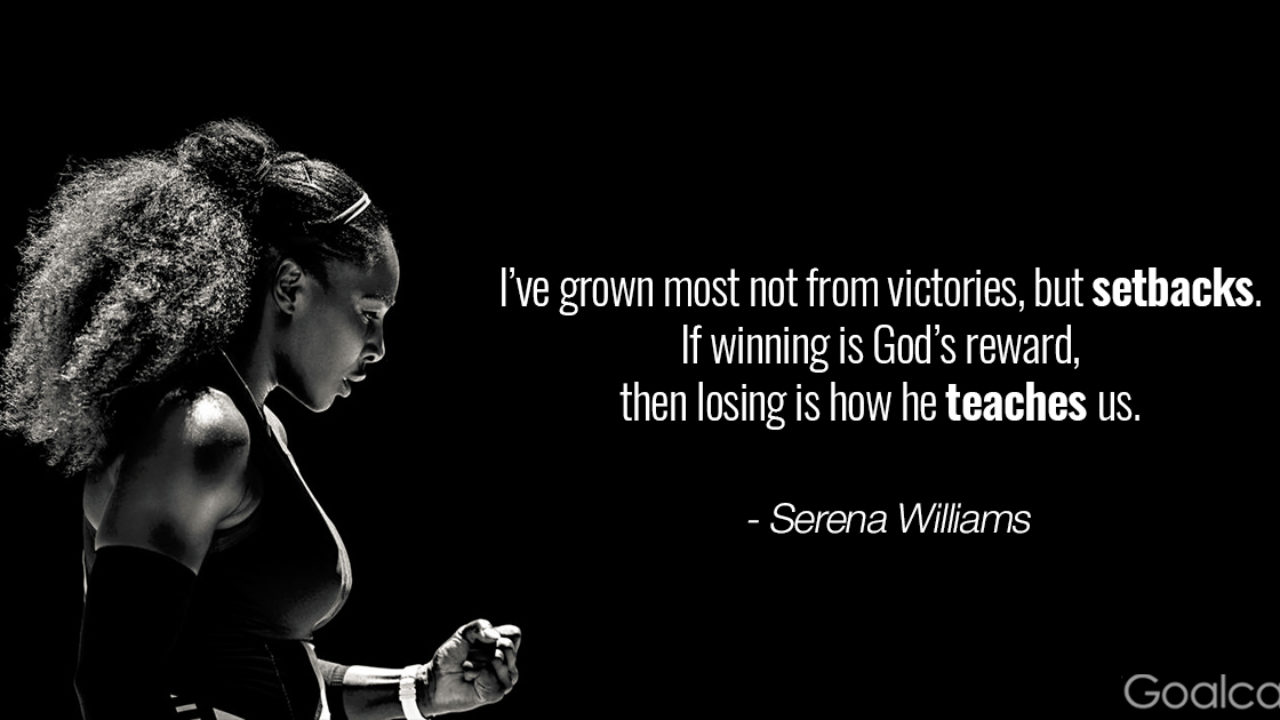 I’ve grown most not from victories, but setbacks.
If winning is God’s reward,
then losing is how he teaches us.
- Serena Williams
Goalca